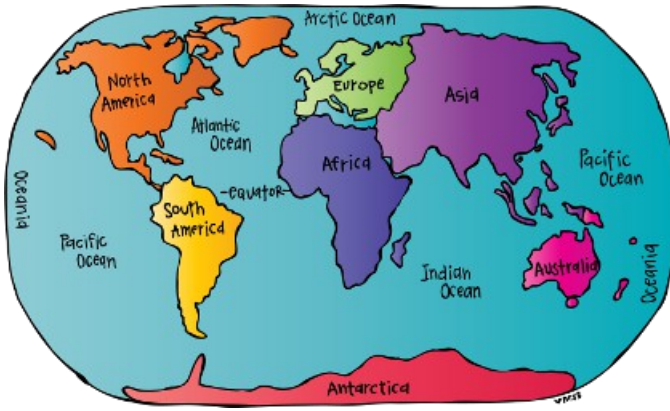 Arctic Ocean
North
America
Europe
Asia
Atlantic
Ocean
Africa
Pacific
Ocean
Oceania
-equator-
South
America
Pacific
Ocean
Indian
Ocean
Australia
Oceania
Antarctica